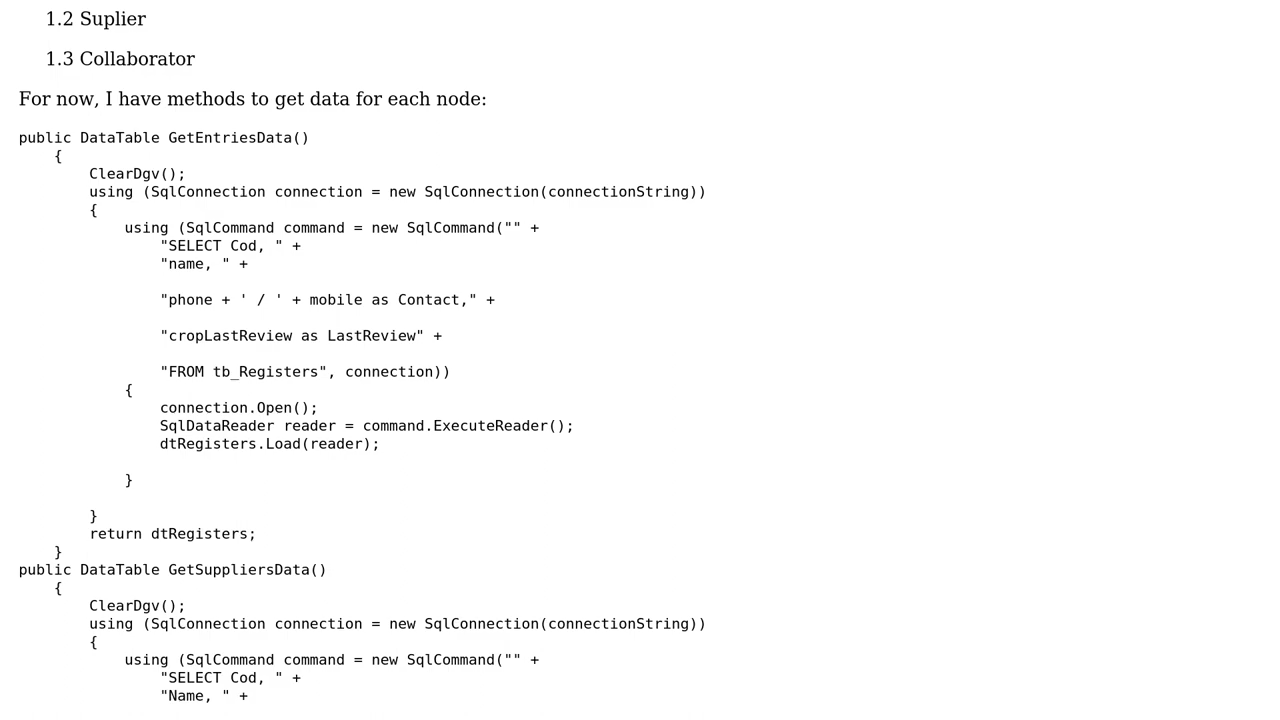 1.2 Suplier
1.3 Collaborator
For now, I have methods to get data for each node:
public DataTable GetEntriesData()
    {
        ClearDgv();
        using (SqlConnection connection = new SqlConnection(connectionString))
        {
            using (SqlCommand command = new SqlCommand("" +
                "SELECT Cod, " +
                "name, " +
                "phone + ' / ' + mobile as Contact," +
                "cropLastReview as LastReview" +
                "FROM tb_Registers", connection))
            {
                connection.Open();
                SqlDataReader reader = command.ExecuteReader();
                dtRegisters.Load(reader);
            }
        }
        return dtRegisters;
    }
public DataTable GetSuppliersData()
    {
        ClearDgv();
        using (SqlConnection connection = new SqlConnection(connectionString))
        {
            using (SqlCommand command = new SqlCommand("" +
                "SELECT Cod, " +
                "Name, " +